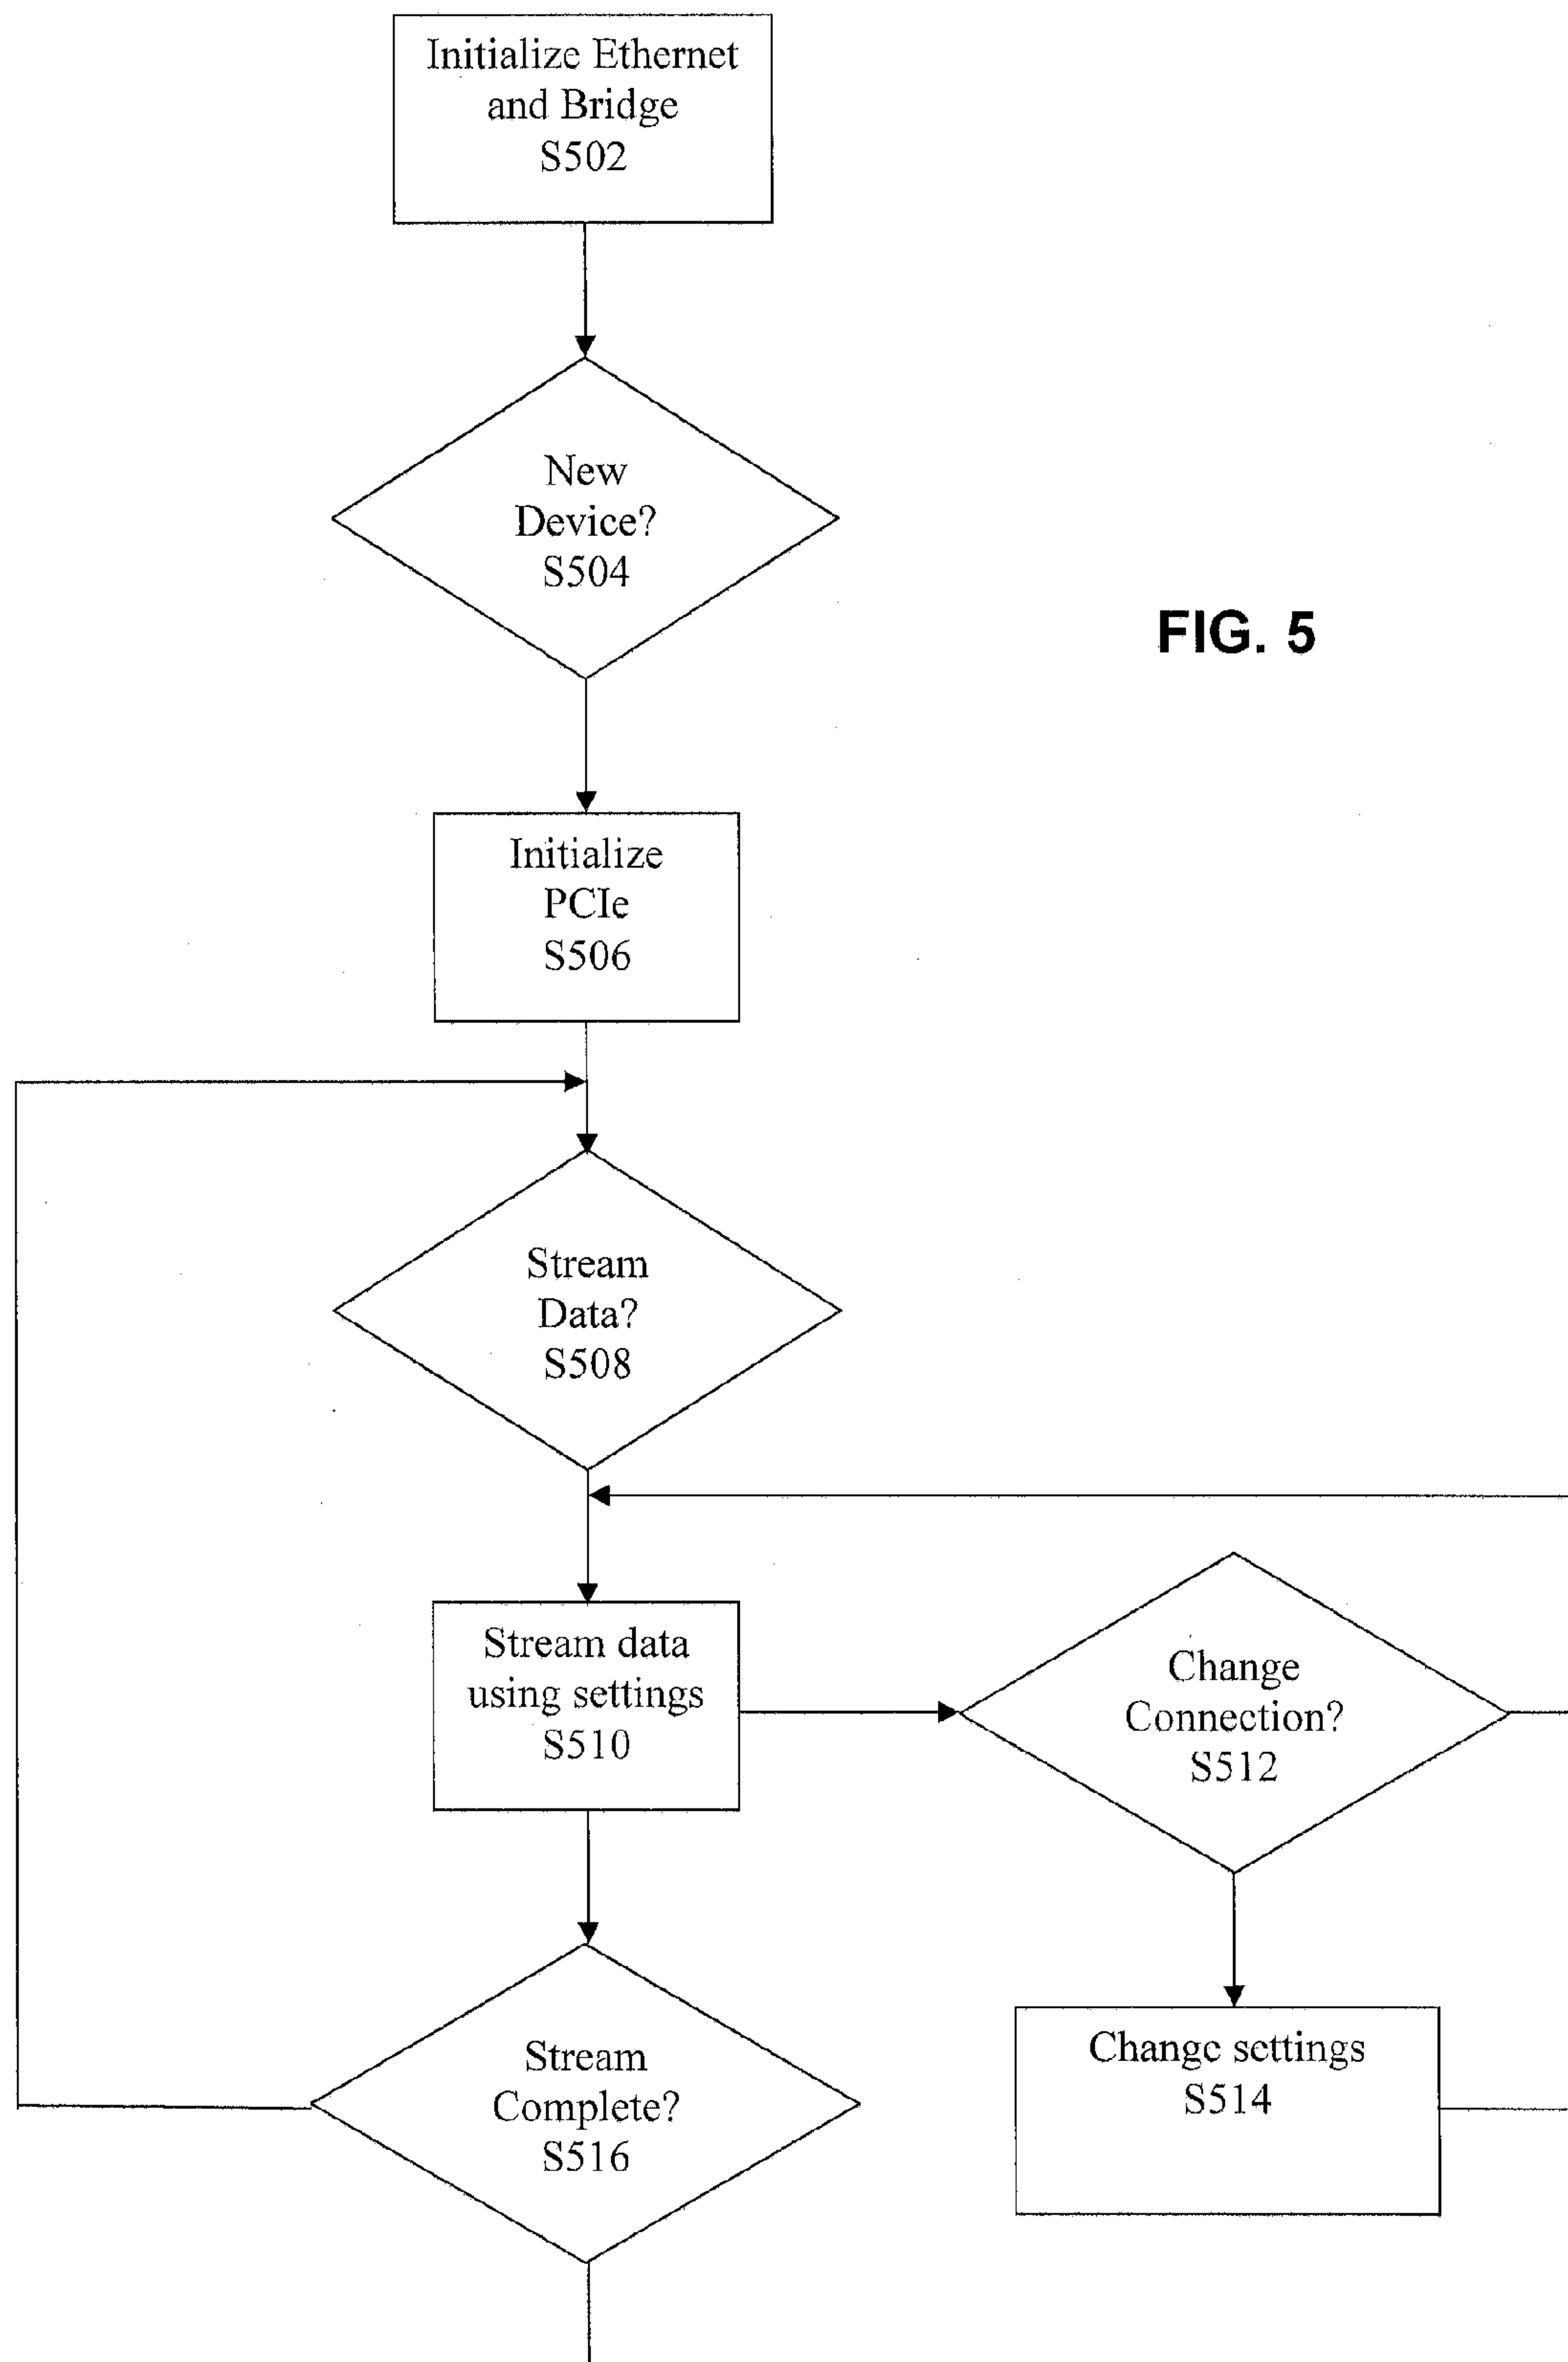 Initialize Ethernet
and Bridge
S502
New
Device?
S504
FIG. 5
Initialize
PCIe
S506
Stream
Data?
S508
Stream data
using settings
S510
Change
Connection?
S512
Stream
Complete?
S516
Change settings
S514